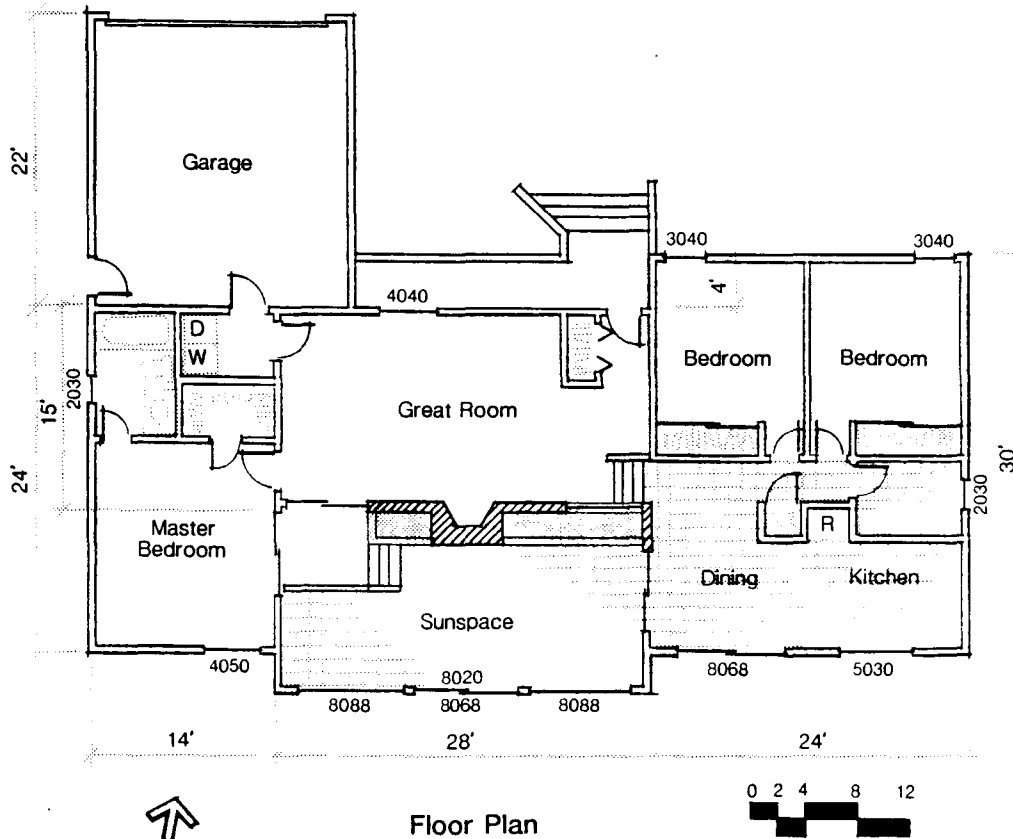 22'
Garage
3040
3040
4'
4040
D
W
Bedroom
Bedroom
2030
15'
Great Room
24'
30'
2030
Master
Bedroom
R
Dining
Kitchen
Sunspace
4050
8020
8068
5030
8088
8068
8088
14'
28'
24'
0 2 4 8 12
Floor Plan